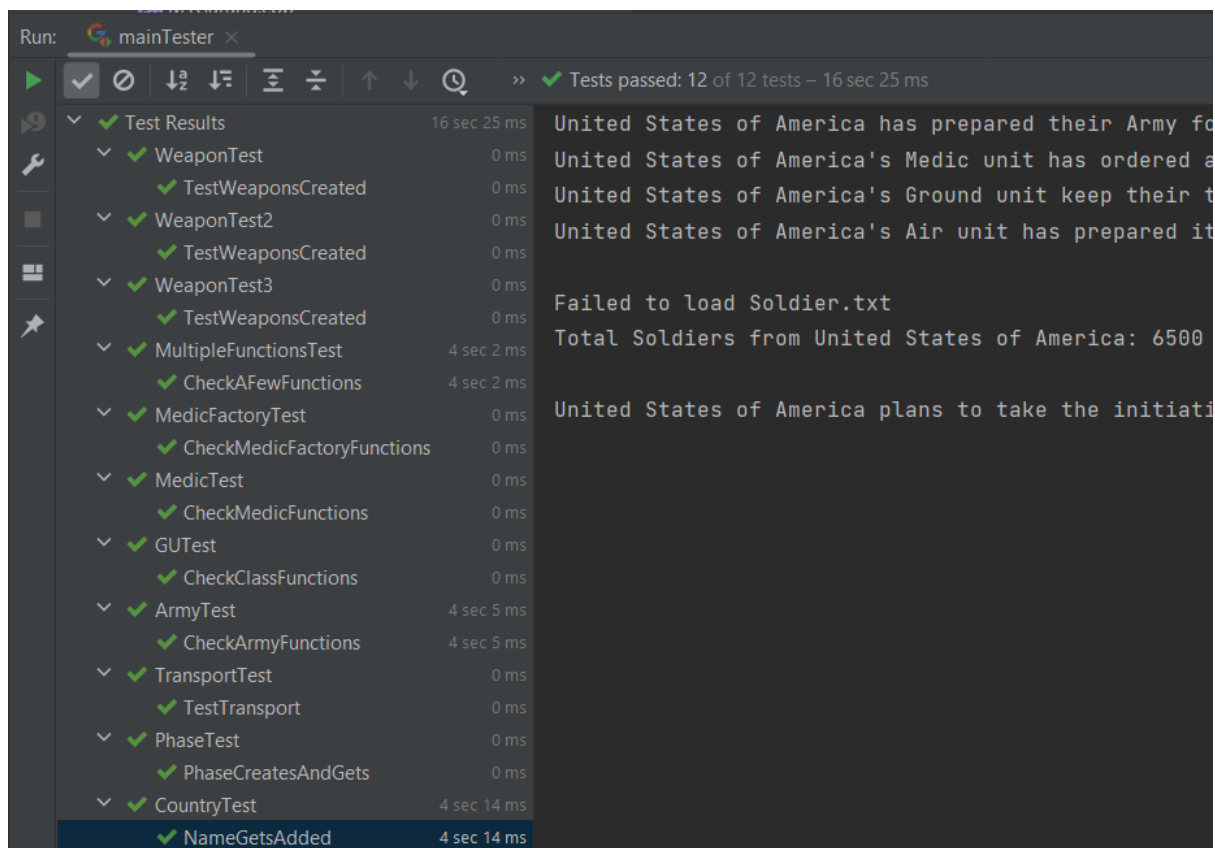 Run: mainTester
Tests passed: 12 of 12 tests – 16 sec 25 ms
Test Results 16 sec 25 ms
WeaponTest 0 ms
TestWeaponsCreated 0 ms
WeaponTest2 0 ms
TestWeaponsCreated 0 ms
WeaponTest3 0 ms
TestWeaponsCreated 0 ms
MultipleFunctionsTest 4 sec 2 ms
CheckAFewFunctions 4 sec 2 ms
MedicFactoryTest 0 ms
CheckMedicFactoryFunctions 0 ms
MedicTest 0 ms
CheckMedicFunctions 0 ms
GUTest 0 ms
CheckClassFunctions 0 ms
ArmyTest 4 sec 5 ms
CheckArmyFunctions 4 sec 5 ms
TransportTest 0 ms
TestTransport 0 ms
PhaseTest 0 ms
PhaseCreatesAndGets 0 ms
CountryTest 4 sec 14 ms
NameGetsAdded 4 sec 14 ms
United States of America has prepared their Army fo
United States of America's Medic unit has ordered a
United States of America's Ground unit keep their t
United States of America's Air unit has prepared it
Failed to load Soldier.txt
Total Soldiers from United States of America: 6500
United States of America plans to take the initiati